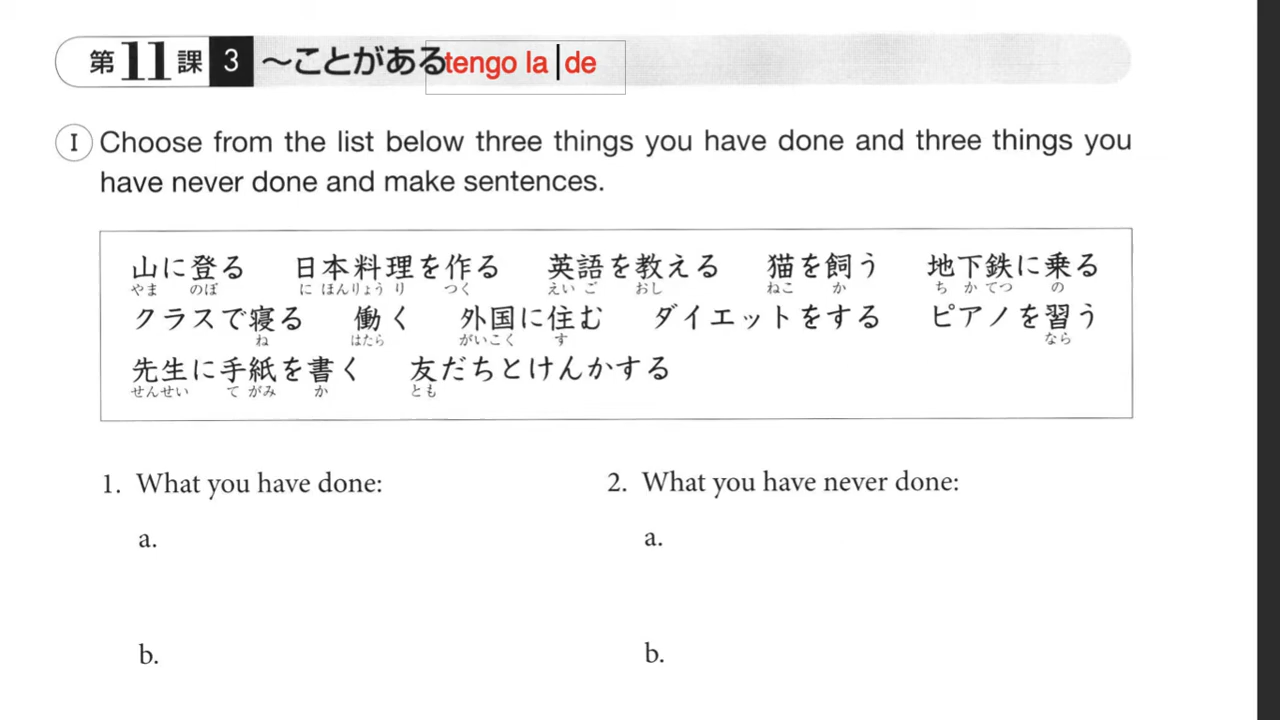 第11課 3 ～ことがある tengo la de
I Choose from the list below three things you have done and three things you
have never done and make sentences.
山に登る 日本料理を作る 英語を教える 猫を飼う 地下鉄に乗る
やま のぼ に ほんりょう り つく えい ご おし ねこ か ち か てつ の
クラスで寝る 働く 外国に住む ダイエットをする ピアノを習う
ね はたら がいこく す なら
先生に手紙を書く 友だちとけんかする
せんせい て がみ か とも
1. What you have done: 2. What you have never done:
a. a.
b. b.